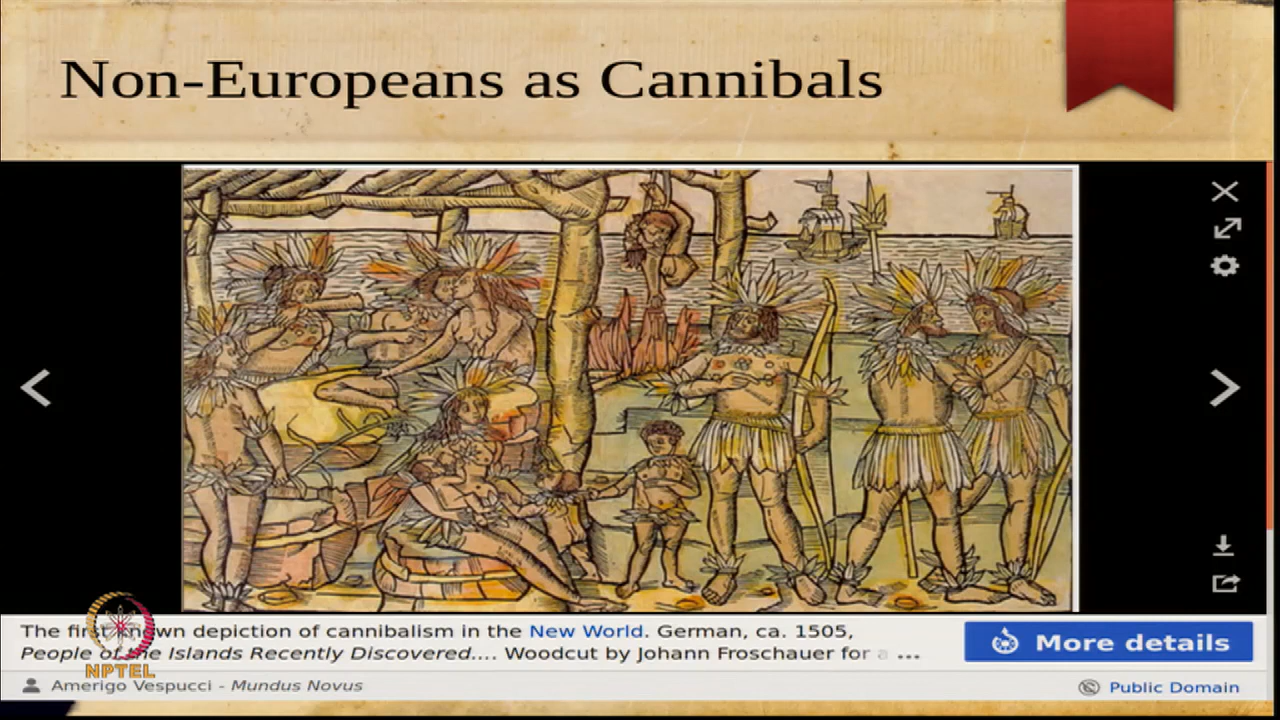 Non-Europeans as Cannibals
The first known depiction of cannibalism in the New World. German, ca. 1505,
People of the Islands Recently Discovered.... Woodcut by Johann Froschauer for a ...
More details
NPTEL
Amerigo Vespucci - Mundus Novus
Public Domain